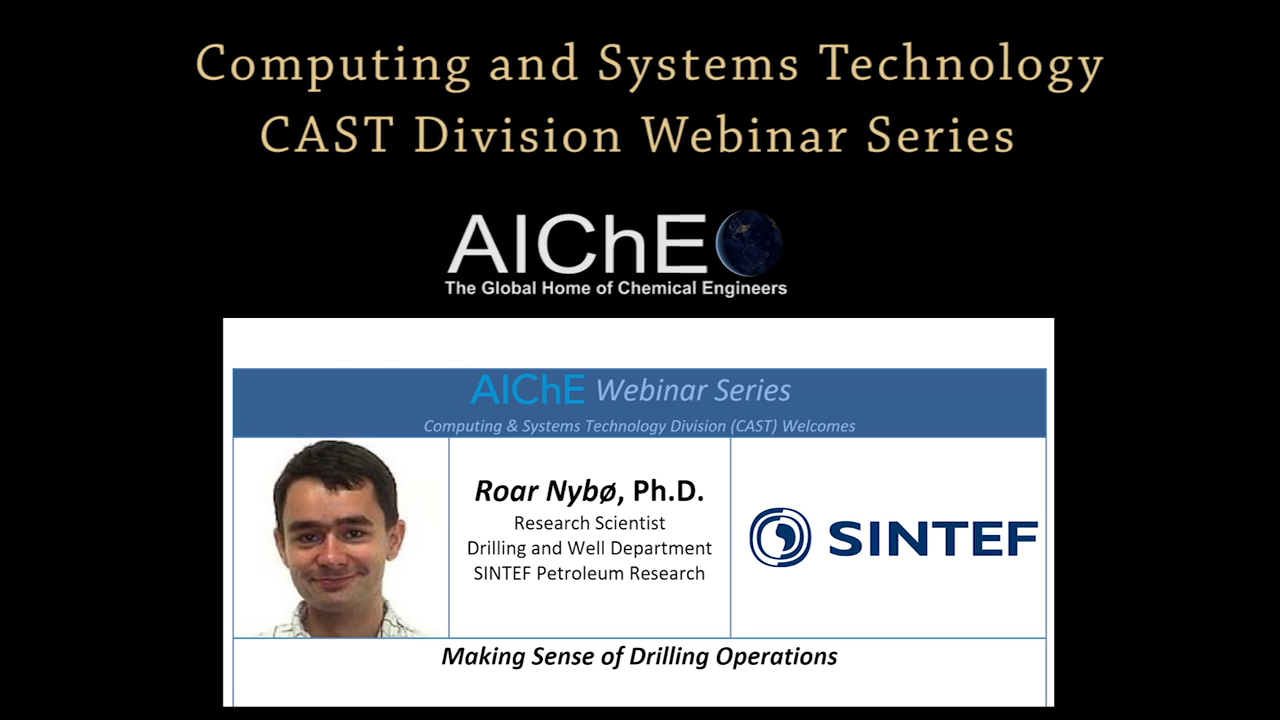 Computing and Systems Technology
CAST Division Webinar Series
AIChE
The Global Home of Chemical Engineers
AIChE Webinar Series
Computing & Systems Technology Division (CAST) Welcomes
Roar Nybø, Ph.D.
Research Scientist
Drilling and Well Department
SINTEF Petroleum Research
SINTEF
Making Sense of Drilling Operations